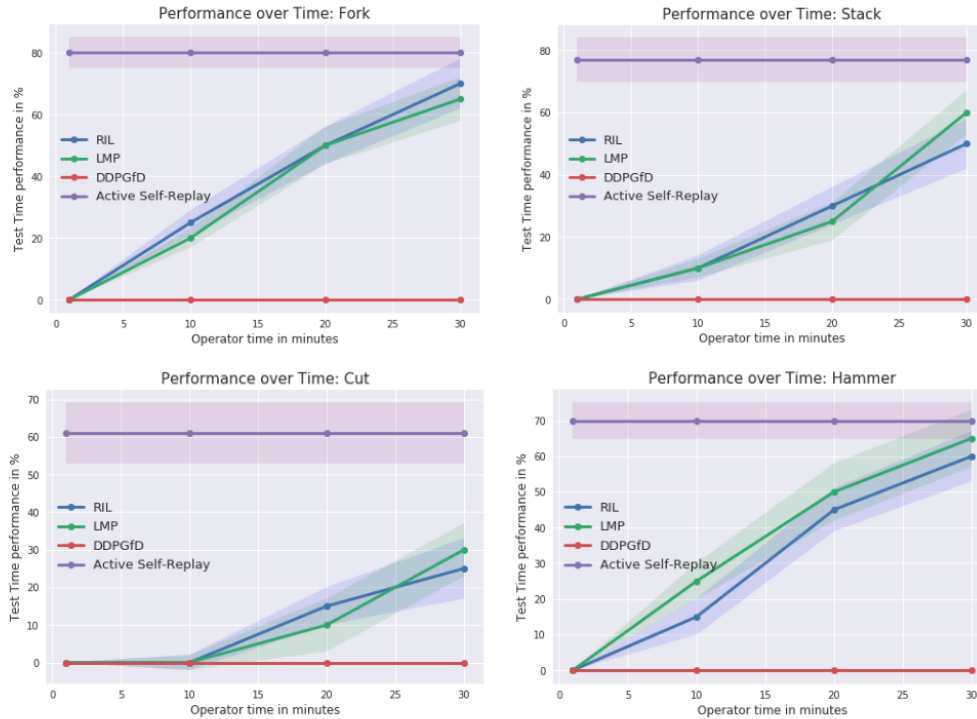 Performance over Time: Fork
Test Time performance in %
80
60
40
20
0
RIL
LMP
DDPGfD
Active Self-Replay
0 5 10 15 20 25 30
Operator time in minutes
Performance over Time: Stack
Test Time performance in %
80
60
40
20
0
RIL
LMP
DDPGfD
Active Self-Replay
0 5 10 15 20 25 30
Operator time in minutes
Performance over Time: Cut
Test Time performance in %
70
60
50
40
30
20
10
0
RIL
LMP
DDPGfD
Active Self-Replay
0 5 10 15 20 25 30
Operator time in minutes
Performance over Time: Hammer
Test Time performance in %
70
60
50
40
30
20
10
0
RIL
LMP
DDPGfD
Active Self-Replay
0 5 10 15 20 25 30
Operator time in minutes